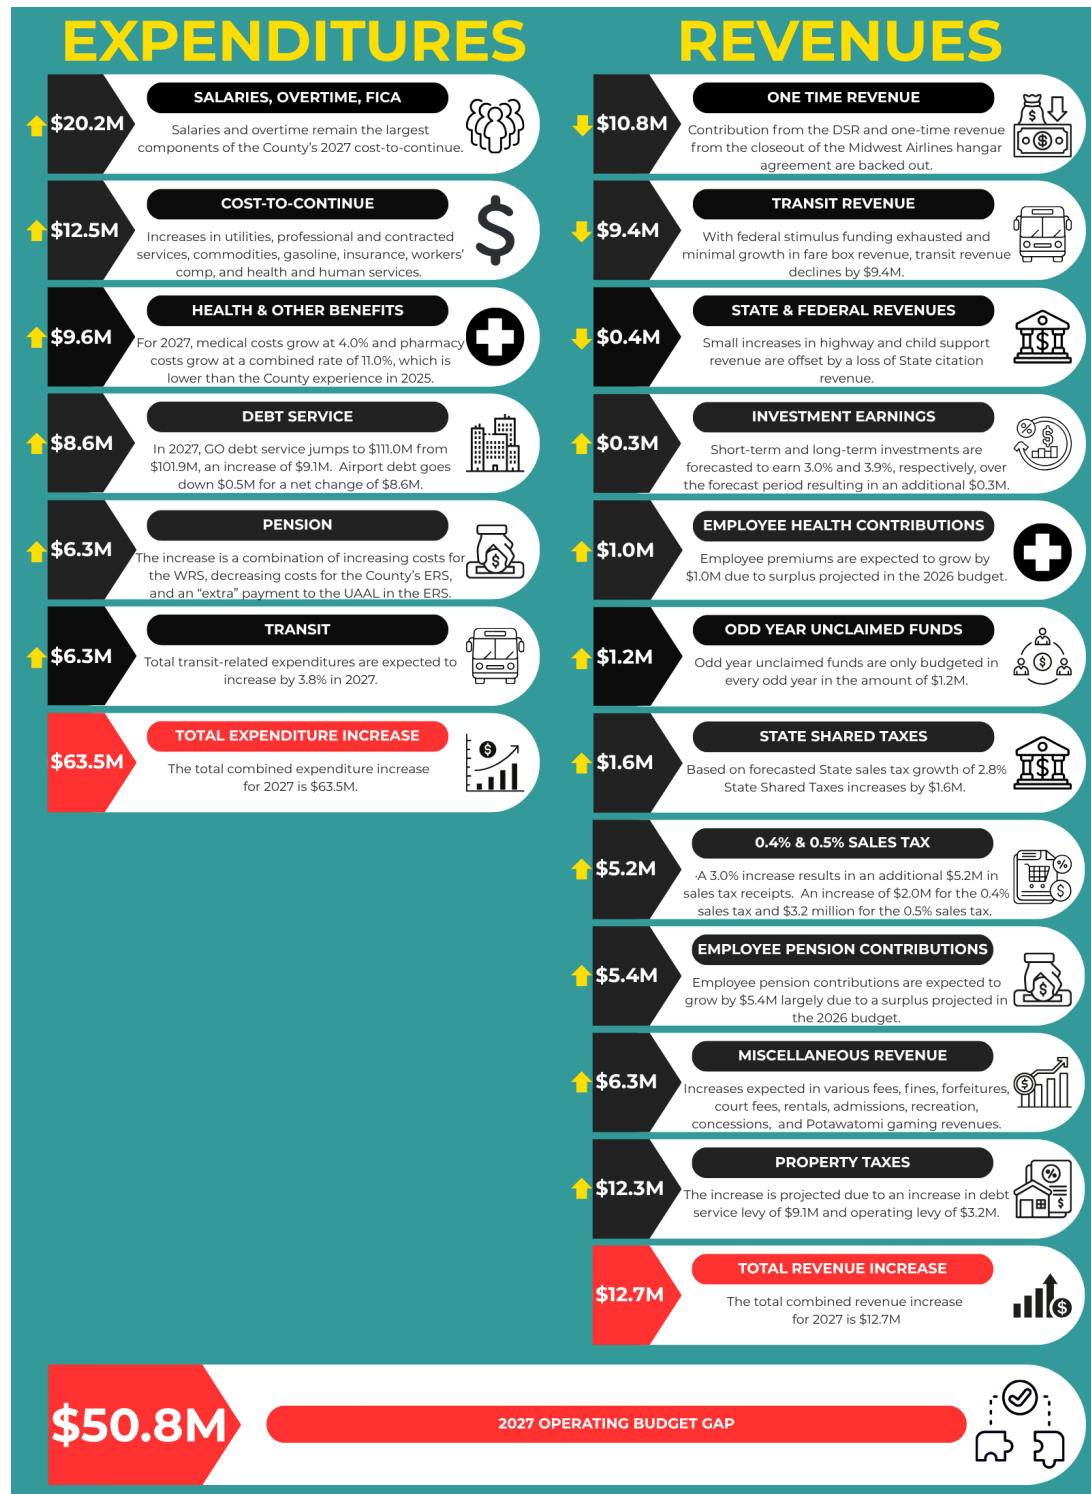 EXPENDITURES
$20.2M
SALARIES, OVERTIME, FICA
Salaries and overtime remain the largest
components of the County's 2027 cost-to-continue.
$12.5M
COST-TO-CONTINUE
Increases in utilities, professional and contracted
services, commodities, gasoline, insurance, workers'
comp, and health and human services.
$9.6M
HEALTH & OTHER BENEFITS
For 2027, medical costs grow at 4.0% and pharmacy
costs grow at a combined rate of 11.0%, which is
lower than the County experience in 2025.
$8.6M
DEBT SERVICE
In 2027, GO debt service jumps to $111.0M from
$101.9M, an increase of $9.1M.  Airport debt goes
down $0.5M for a net change of $8.6M.
$6.3M
PENSION
The increase is a combination of increasing costs for
the WRS, decreasing costs for the County's ERS,
and an “extra” payment to the UAAL in the ERS.
$6.3M
TRANSIT
Total transit-related expenditures are expected to
increase by 3.8% in 2027.
$63.5M
TOTAL EXPENDITURE INCREASE
The total combined expenditure increase
for 2027 is $63.5M.
REVENUES
$10.8M
ONE TIME REVENUE
Contribution from the DSR and one-time revenue
from the closeout of the Midwest Airlines hangar
agreement are backed out.
$9.4M
TRANSIT REVENUE
With federal stimulus funding exhausted and
minimal growth in fare box revenue, transit revenue
declines by $9.4M.
$0.4M
STATE & FEDERAL REVENUES
Small increases in highway and child support
revenue are offset by a loss of State citation
revenue.
$0.3M
INVESTMENT EARNINGS
Short-term and long-term investments are
forecasted to earn 3.0% and 3.9%, respectively, over
the forecast period resulting in an additional $0.3M.
$1.0M
EMPLOYEE HEALTH CONTRIBUTIONS
Employee premiums are expected to grow by
$1.0M due to surplus projected in the 2026 budget.
$1.2M
ODD YEAR UNCLAIMED FUNDS
Odd year unclaimed funds are only budgeted in
every odd year in the amount of $1.2M.
$1.6M
STATE SHARED TAXES
Based on forecasted State sales tax growth of 2.8%
State Shared Taxes increases by $1.6M.
$5.2M
0.4% & 0.5% SALES TAX
·A 3.0% increase results in an additional $5.2M in
sales tax receipts.  An increase of $2.0M for the 0.4%
sales tax and $3.2 million for the 0.5% sales tax.
$5.4M
EMPLOYEE PENSION CONTRIBUTIONS
Employee pension contributions are expected to
grow by $5.4M largely due to a surplus projected in
the 2026 budget.
$6.3M
MISCELLANEOUS REVENUE
Increases expected in various fees, fines, forfeitures,
court fees, rentals, admissions, recreation,
concessions,  and Potawatomi gaming revenues.
$12.3M
PROPERTY TAXES
The increase is projected due to an increase in debt
service levy of $9.1M and operating levy of $3.2M.
$12.7M
TOTAL REVENUE INCREASE
The total combined revenue increase
for 2027 is $12.7M
$50.8M
2027 OPERATING BUDGET GAP